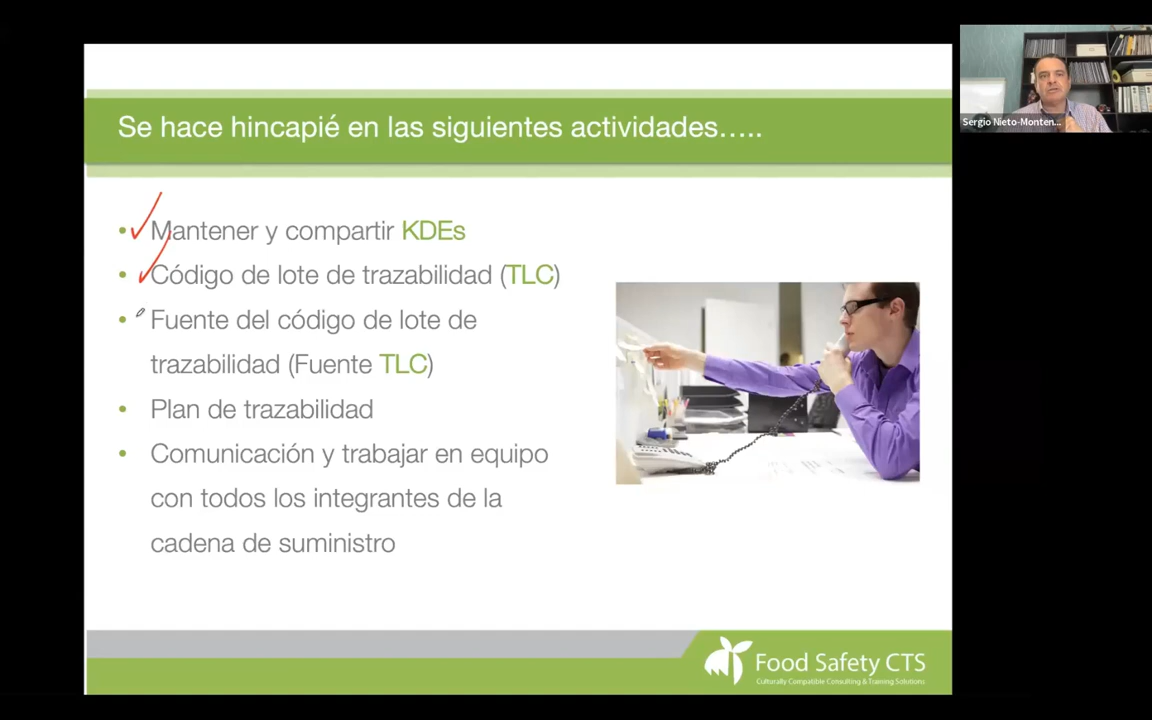 Se hace hincapié en las siguientes actividades…..
Sergio Nieto-Monten...
• Mantener y compartir KDEs
• Código de lote de trazabilidad (TLC)
• Fuente del código de lote de
trazabilidad (Fuente TLC)
• Plan de trazabilidad
• Comunicación y trabajar en equipo
con todos los integrantes de la
cadena de suministro
Food Safety CTS
Culturally Compatible Consulting & Training Solutions